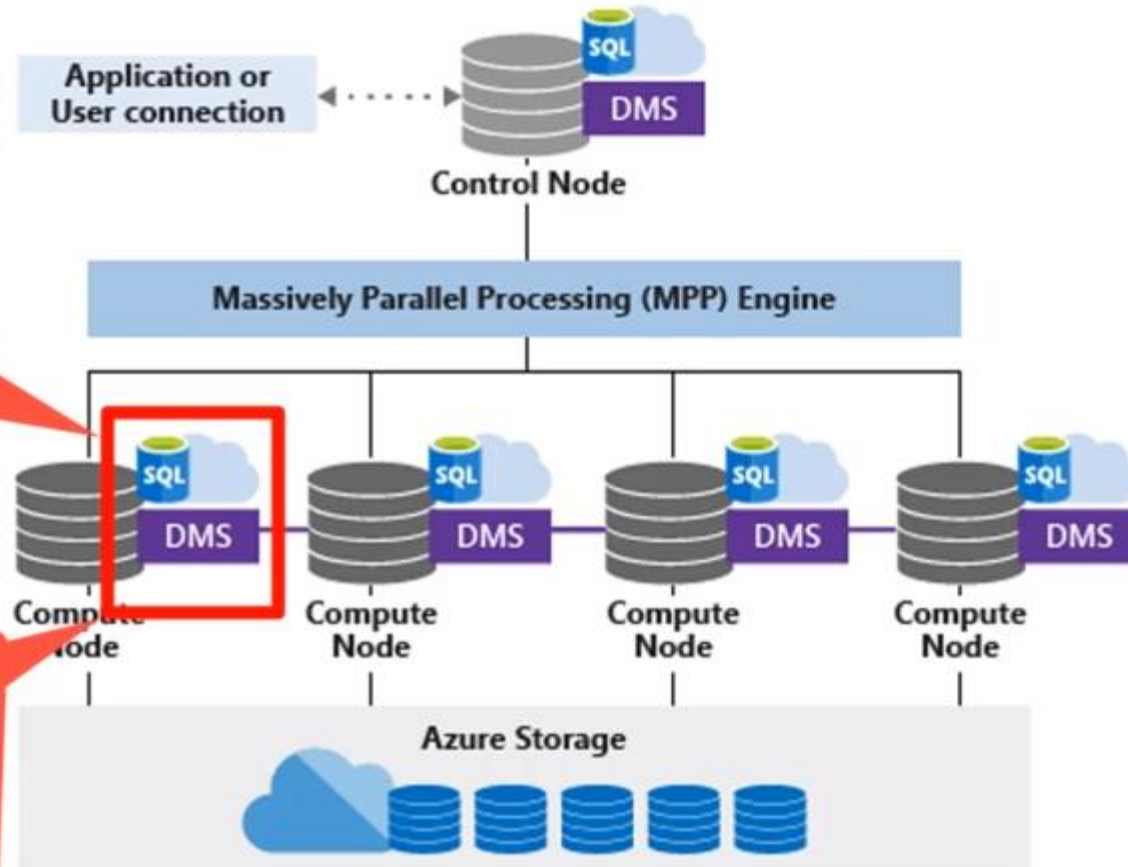 SQL
Application or
User connection
DMS
Control Node
Massively Parallel Processing (MPP) Engine
SQL
SQL
SQL
SQL
DMS
DMS
DMS
DMS
Compute
Node
Compute
Node
Compute
Node
Compute
Node
Azure Storage